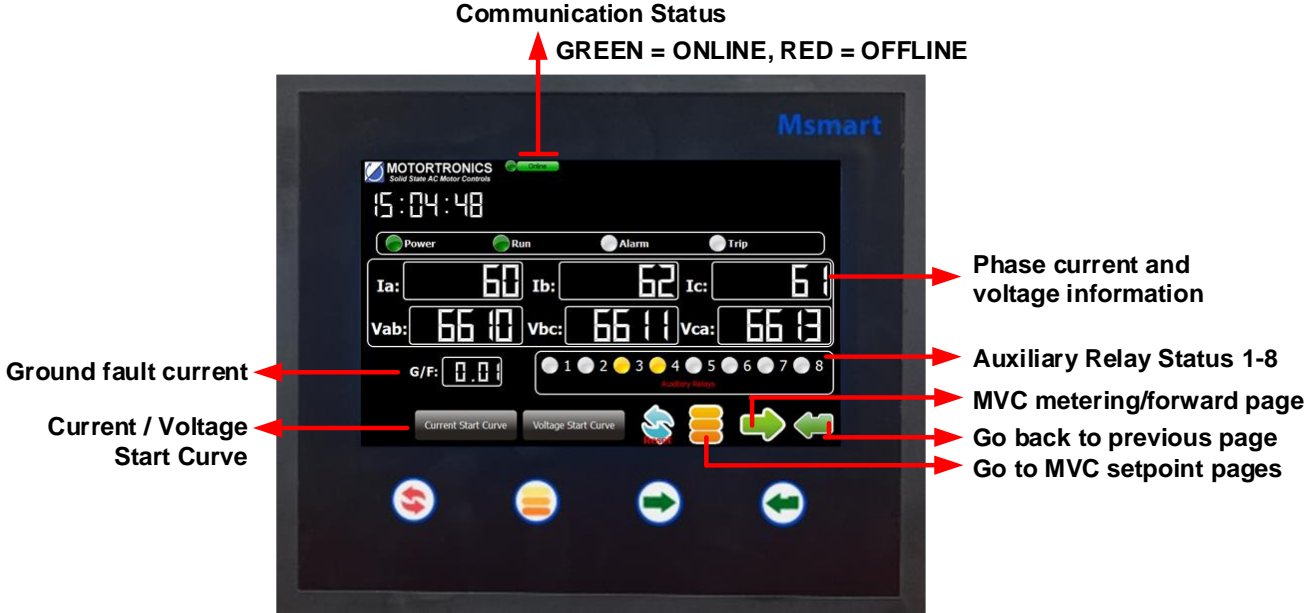 Communication Status
GREEN = ONLINE, RED = OFFLINE
Msmart
MOTORTRONICS
Solid State AC Motor Controls
Online
15:04:48
Power Run Alarm Trip
Ia: 60 Ib: 62 Ic: 61
Vab: 6610 Vbc: 6611 Vca: 6613
G/F: 0.01
1 2 3 4 5 6 7 8
Auxiliary Relays
Current Start Curve Voltage Start Curve Reset
Phase current and
voltage information
Auxiliary Relay Status 1-8
MVC metering/forward page
Go back to previous page
Go to MVC setpoint pages
Ground fault current
Current / Voltage
Start Curve